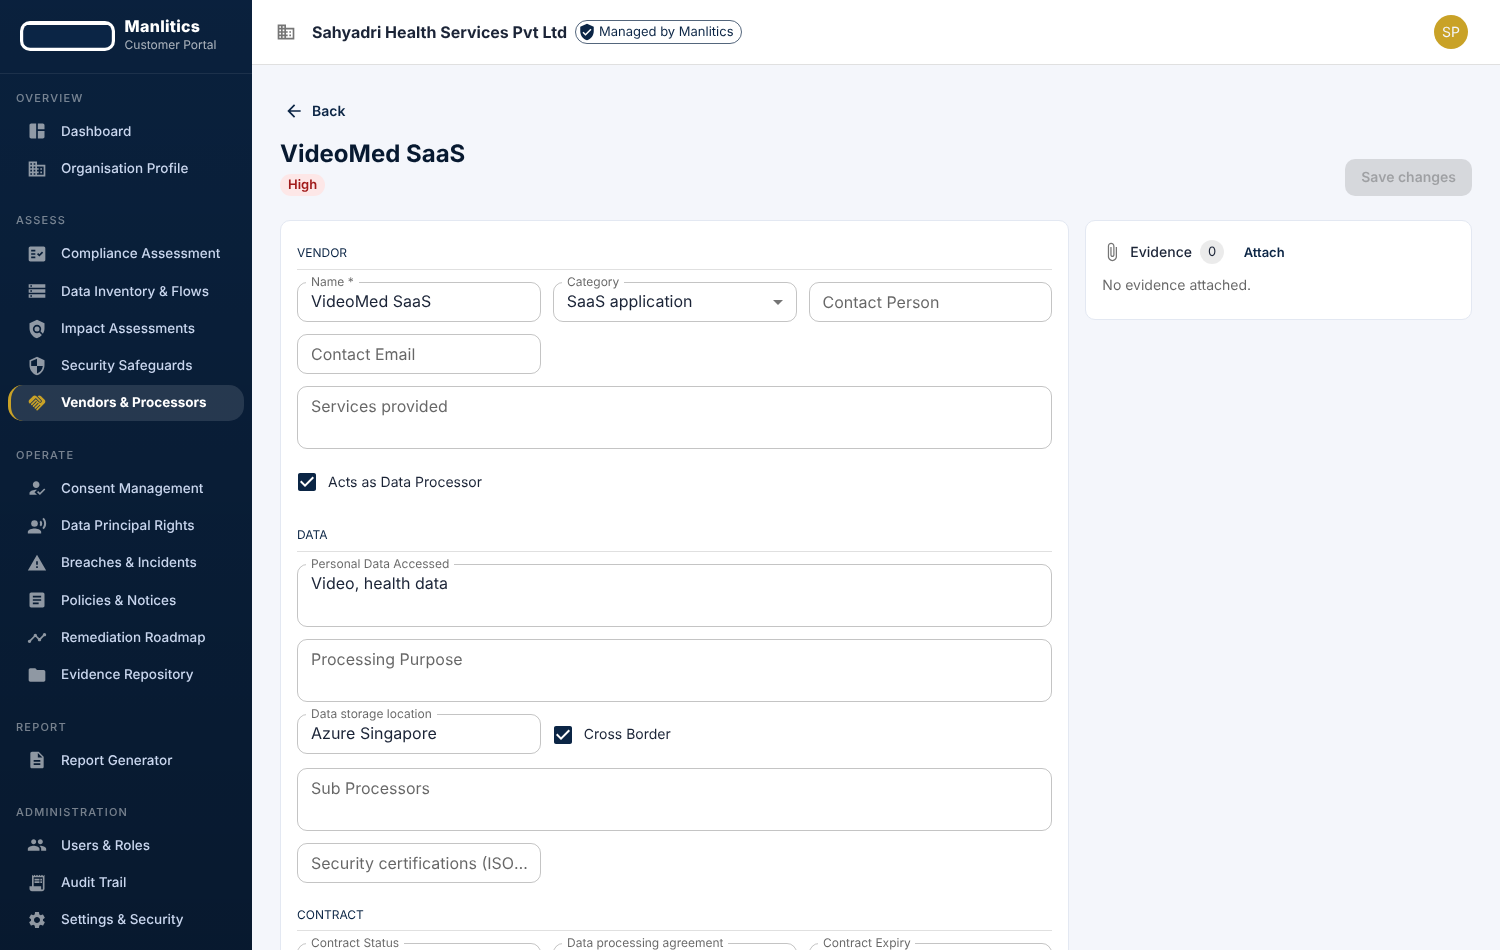 Manlitics
Customer Portal
OVERVIEW
Dashboard
Organisation Profile
ASSESS
Compliance Assessment
Data Inventory & Flows
Impact Assessments
Security Safeguards
Vendors & Processors
OPERATE
Consent Management
Data Principal Rights
Breaches & Incidents
Policies & Notices
Remediation Roadmap
Evidence Repository
REPORT
Report Generator
ADMINISTRATION
Users & Roles
Audit Trail
Settings & Security
Sahyadri Health Services Pvt Ltd Managed by Manlitics
SP
Back
VideoMed SaaS
High
Save changes
VENDOR
Name * Category
VideoMed SaaS SaaS application Contact Person
Contact Email
Services provided
Acts as Data Processor
DATA
Personal Data Accessed
Video, health data
Processing Purpose
Data storage location
Azure Singapore Cross Border
Sub Processors
Security certifications (ISO...
CONTRACT
Contract Status Data processing agreement Contract Expiry
Evidence 0 Attach
No evidence attached.